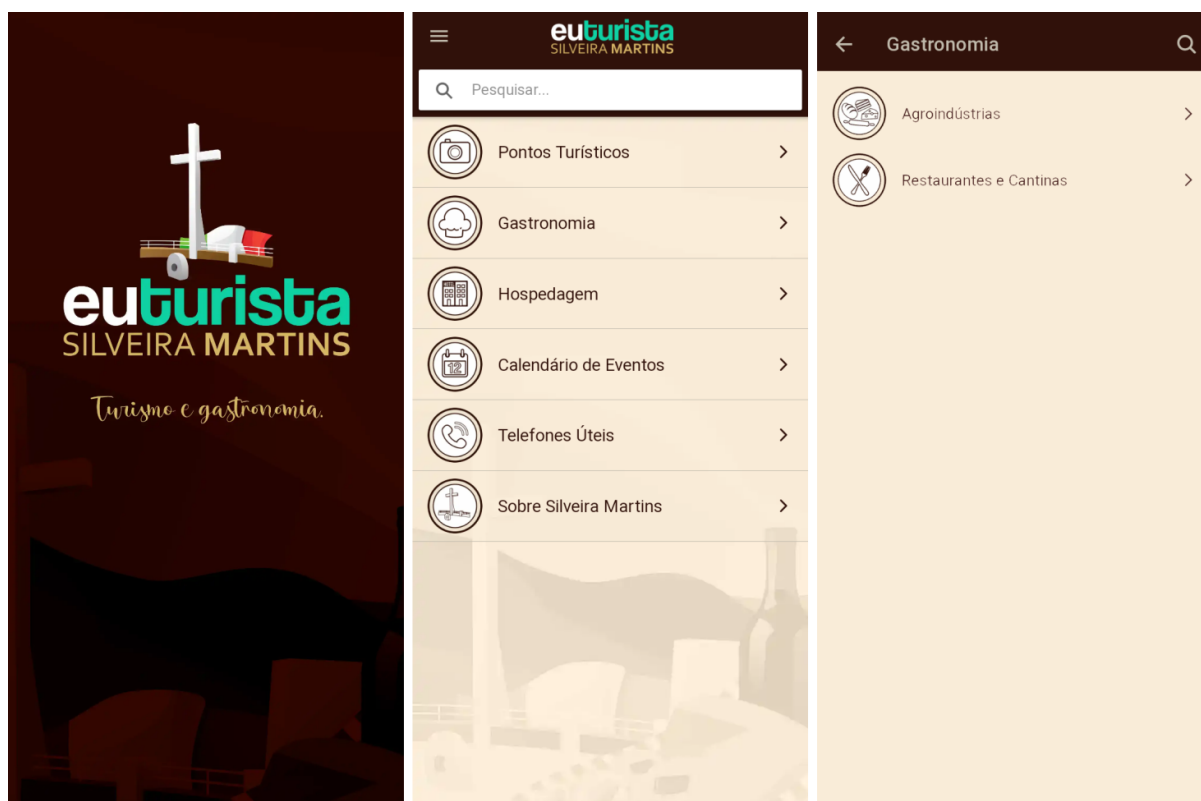 euturista
SILVEIRA MARTINS
Turismo e gastronomia.
euturista
SILVEIRA MARTINS
Pesquisar...
Pontos Turísticos
Gastronomia
Hospedagem
12
Calendário de Eventos
Telefones Úteis
Sobre Silveira Martins
Gastronomia
Agroindústrias
Restaurantes e Cantinas